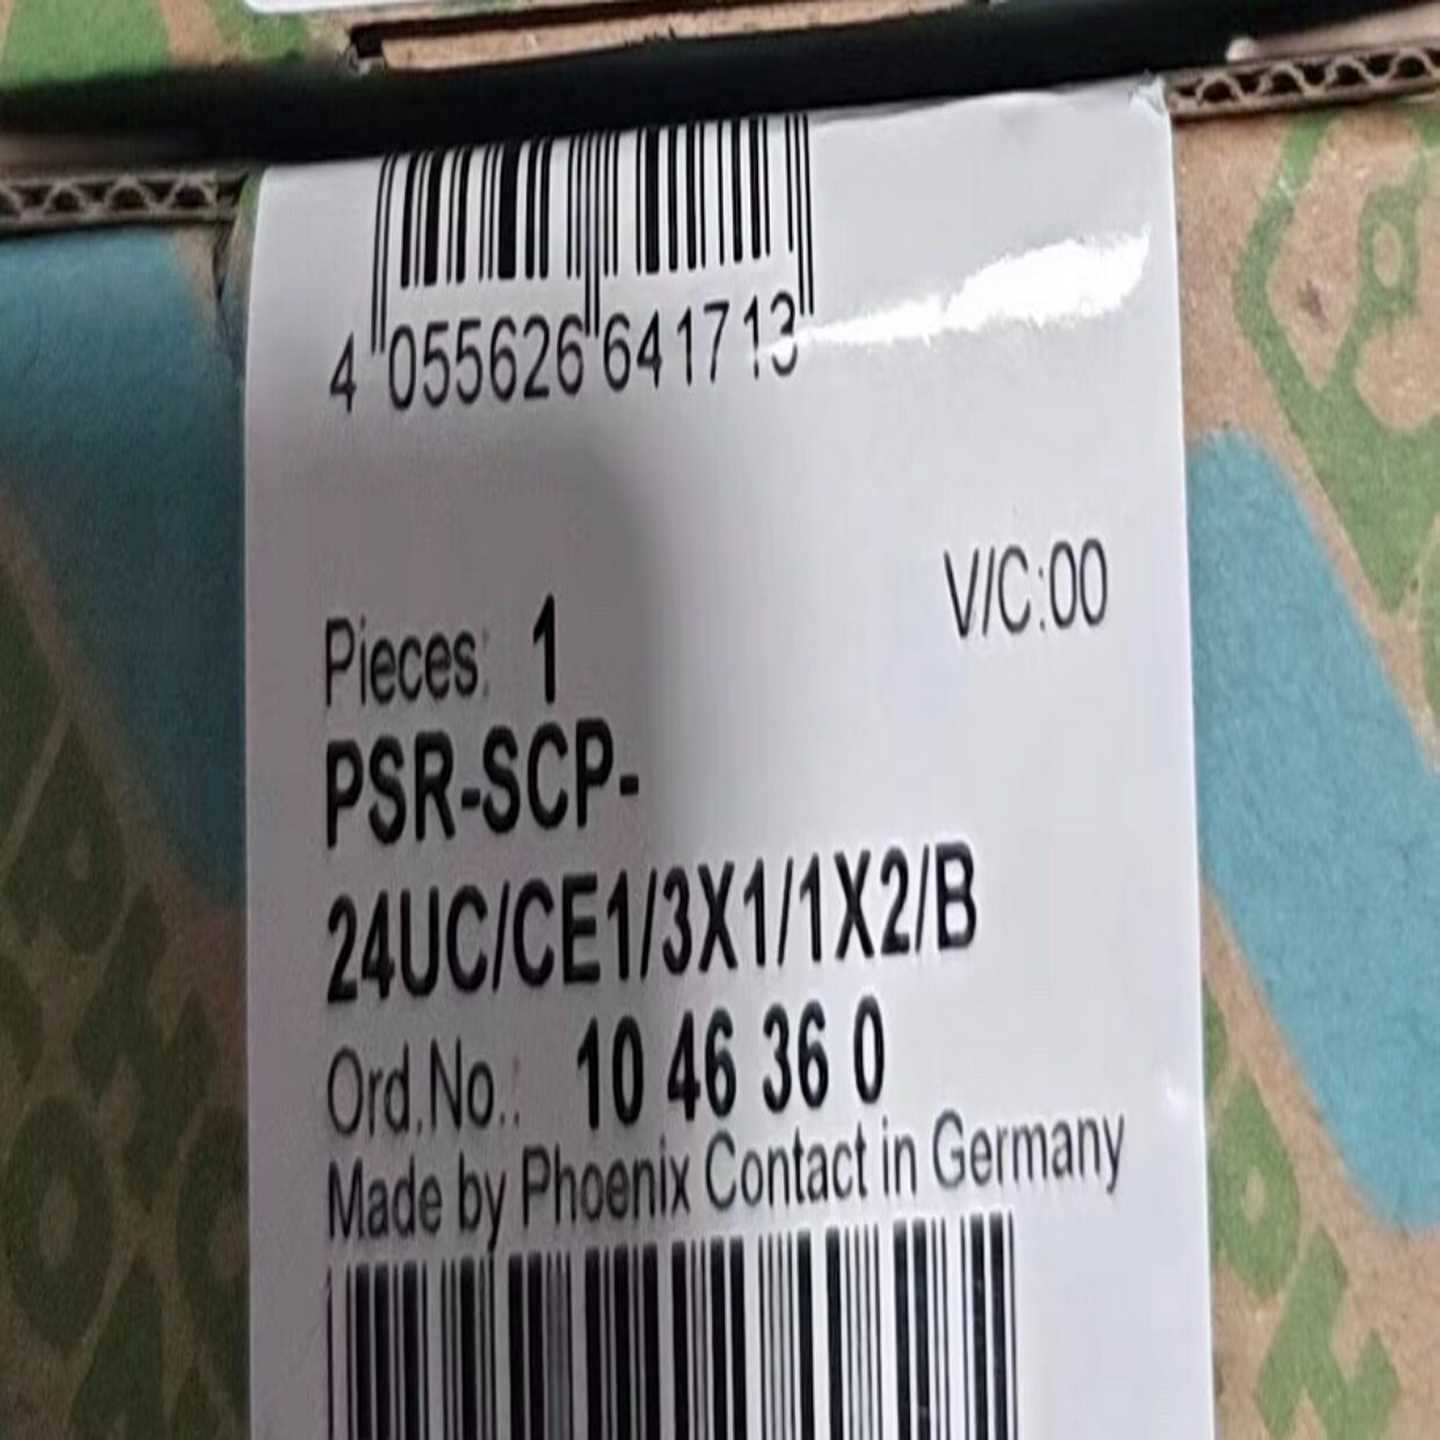 4 055626 641713
V/C:00
Pieces: 1
PSR-SCP-
24UC/CE1/3X1/1X2/B
Ord.No.: 10 46 36 0
Made by Phoenix Contact in Germany